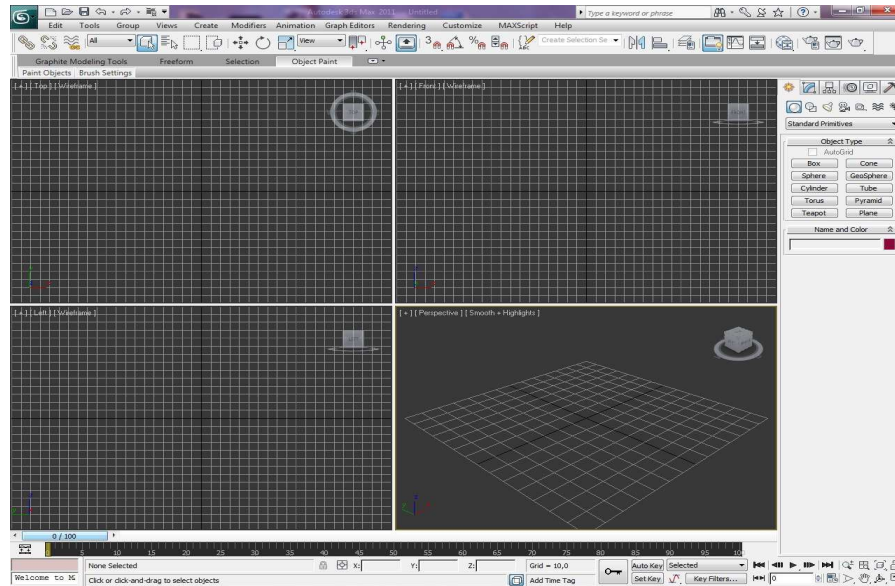 Autodesk 3ds Max 2011 - Untitled
Type a keyword or phrase
Edit Tools Group Views Create Modifiers Animation Graph Editors Rendering Customize MAXScript Help
All View 3 Create Selection Se
Graphite Modeling Tools Freeform Selection Object Paint
Paint Objects Brush Settings
[ + ] [ Top ] [ Wireframe ]
[ + ] [ Front ] [ Wireframe ]
Standard Primitives
Object Type
AutoGrid
Box Cone
Sphere GeoSphere
Cylinder Tube
Torus Pyramid
Teapot Plane
Name and Color
[ + ] [ Left ] [ Wireframe ]
[ + ] [ Perspective ] [ Smooth + Highlights ]
0 / 100
5 10 15 20 25 30 35 40 45 50 55 60 65 70 75 80 85 90 95 100
None Selected X: Y: Z: Grid = 10,0 Auto Key Selected
Welcome to M Click or click-and-drag to select objects Add Time Tag Set Key Key Filters... 0